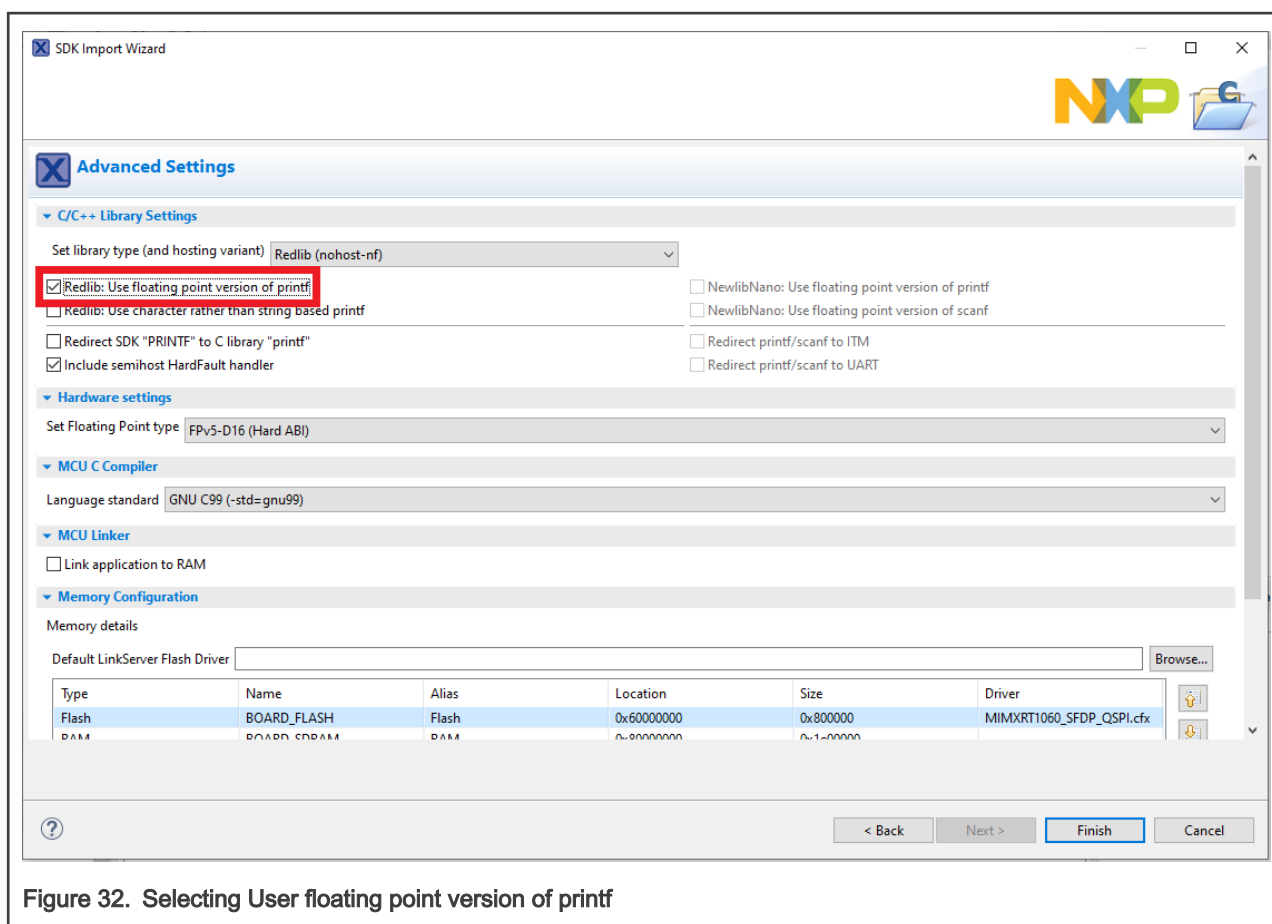 SDK Import Wizard
NXP
Advanced Settings
C/C++ Library Settings
Set library type (and hosting variant) Redlib (nohost-nf)
Redlib: Use floating point version of printf NewlibNano: Use floating point version of printf
Redlib: Use character rather than string based printf NewlibNano: Use floating point version of scanf
Redirect SDK "PRINTF" to C library "printf" Redirect printf/scanf to ITM
Include semihost HardFault handler Redirect printf/scanf to UART
Hardware settings
Set Floating Point type FPv5-D16 (Hard ABI)
MCU C Compiler
Language standard GNU C99 (-std=gnu99)
MCU Linker
Link application to RAM
Memory Configuration
Memory details
Default LinkServer Flash Driver Browse...
Type Name Alias Location Size Driver
Flash BOARD_FLASH Flash 0x60000000 0x800000 MIMXRT1060_SFDP_QSPI.cfx
RAM BOARD_SDRAM RAM 0x80000000 0x1e00000
< Back Next > Finish Cancel
Figure 32. Selecting User floating point version of printf